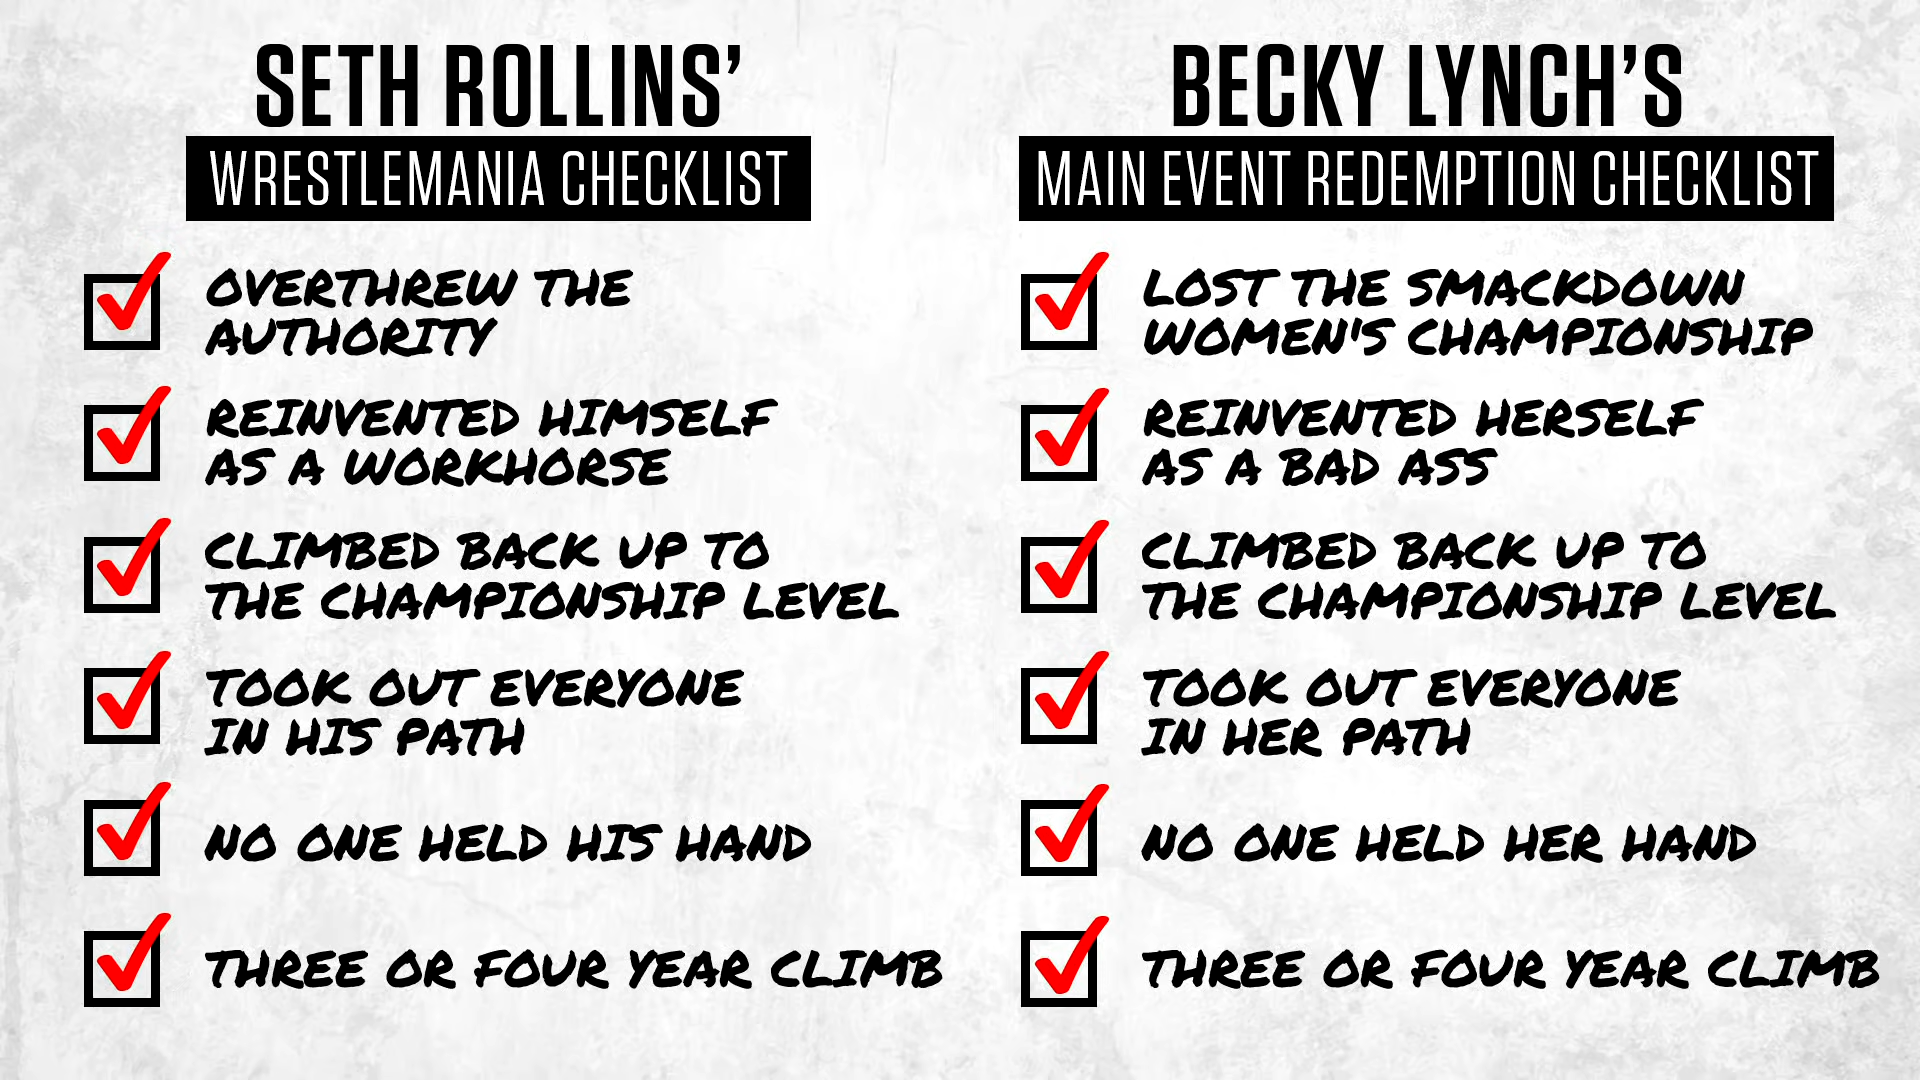 SETH ROLLINS’
WRESTLEMANIA CHECKLIST
OVERTHREW THE
AUTHORITY
REINVENTED HIMSELF
AS A WORKHORSE
CLIMBED BACK UP TO
THE CHAMPIONSHIP LEVEL
TOOK OUT EVERYONE
IN HIS PATH
NO ONE HELD HIS HAND
THREE OR FOUR YEAR CLIMB
BECKY LYNCH’S
MAIN EVENT REDEMPTION CHECKLIST
LOST THE SMACKDOWN
WOMEN'S CHAMPIONSHIP
REINVENTED HERSELF
AS A BAD ASS
CLIMBED BACK UP TO
THE CHAMPIONSHIP LEVEL
TOOK OUT EVERYONE
IN HER PATH
NO ONE HELD HER HAND
THREE OR FOUR YEAR CLIMB